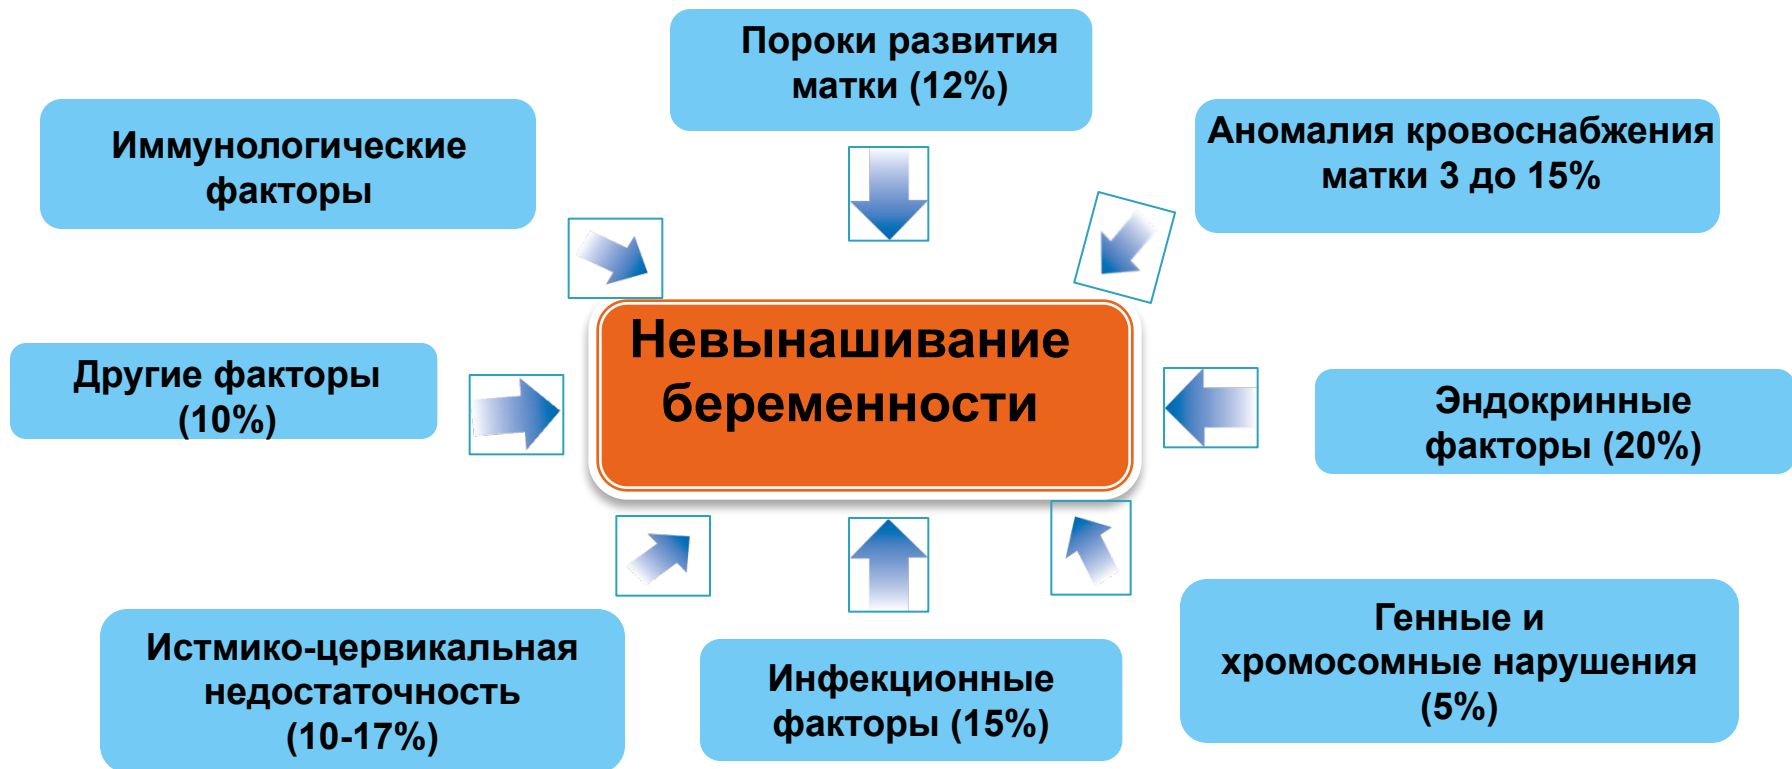 Пороки развития
матки (12%)
Иммунологические
факторы
Аномалия кровоснабжения
матки 3 до 15%
Невынашивание
беременности
Другие факторы
(10%)
Эндокринные
факторы (20%)
Истмико-цервикальная
недостаточность
(10-17%)
Инфекционные
факторы (15%)
Генные и
хромосомные нарушения
(5%)